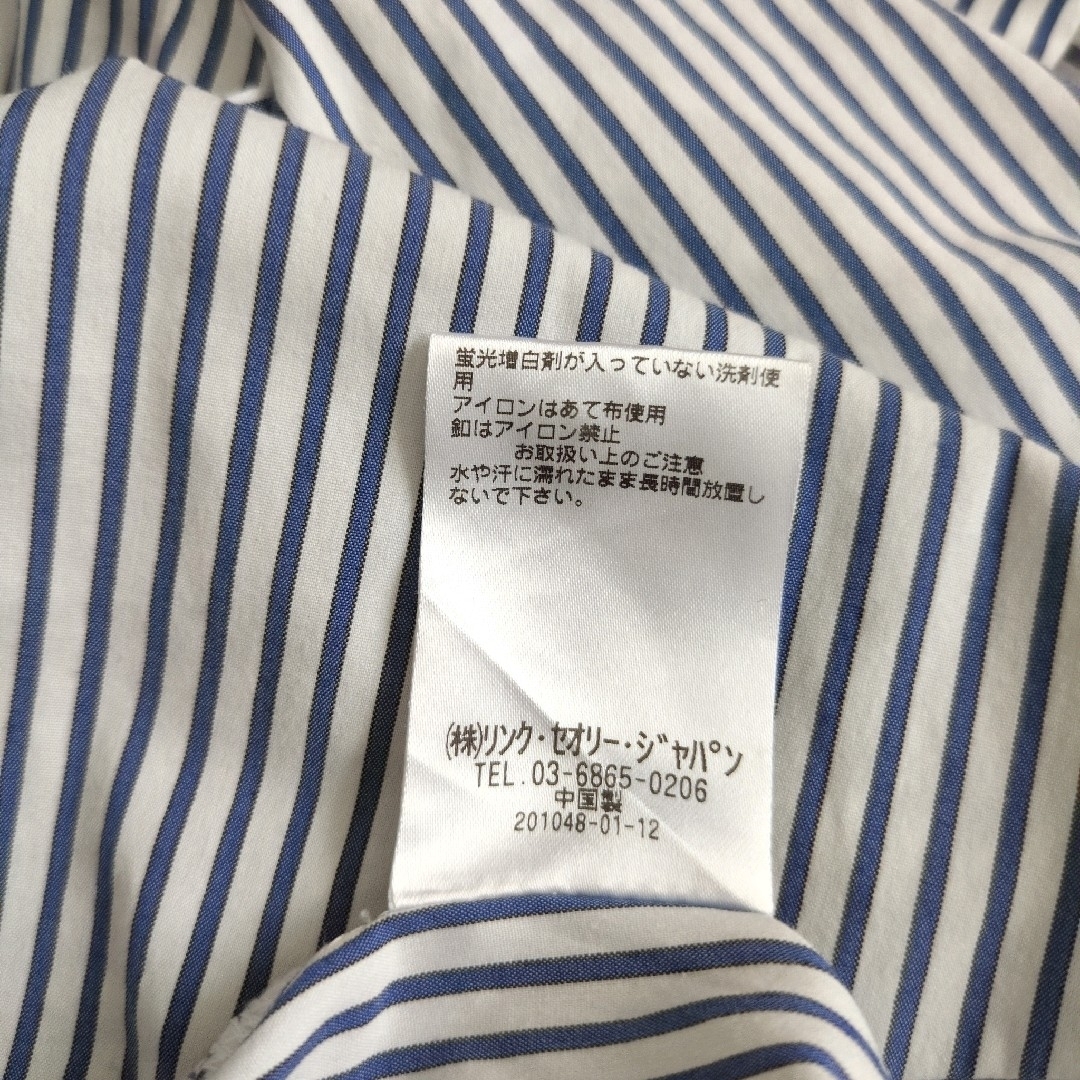 蛍光増白剤が入っていない洗剤使
用
アイロンはあて布使用
釦はアイロン禁止
お取扱い上のご注意
水や汗に濡れたまま長時間放置し
ないで下さい。
(株)リンク・セオリー・ジャパン
TEL.03-6865-0206
中国製
201048-01-12